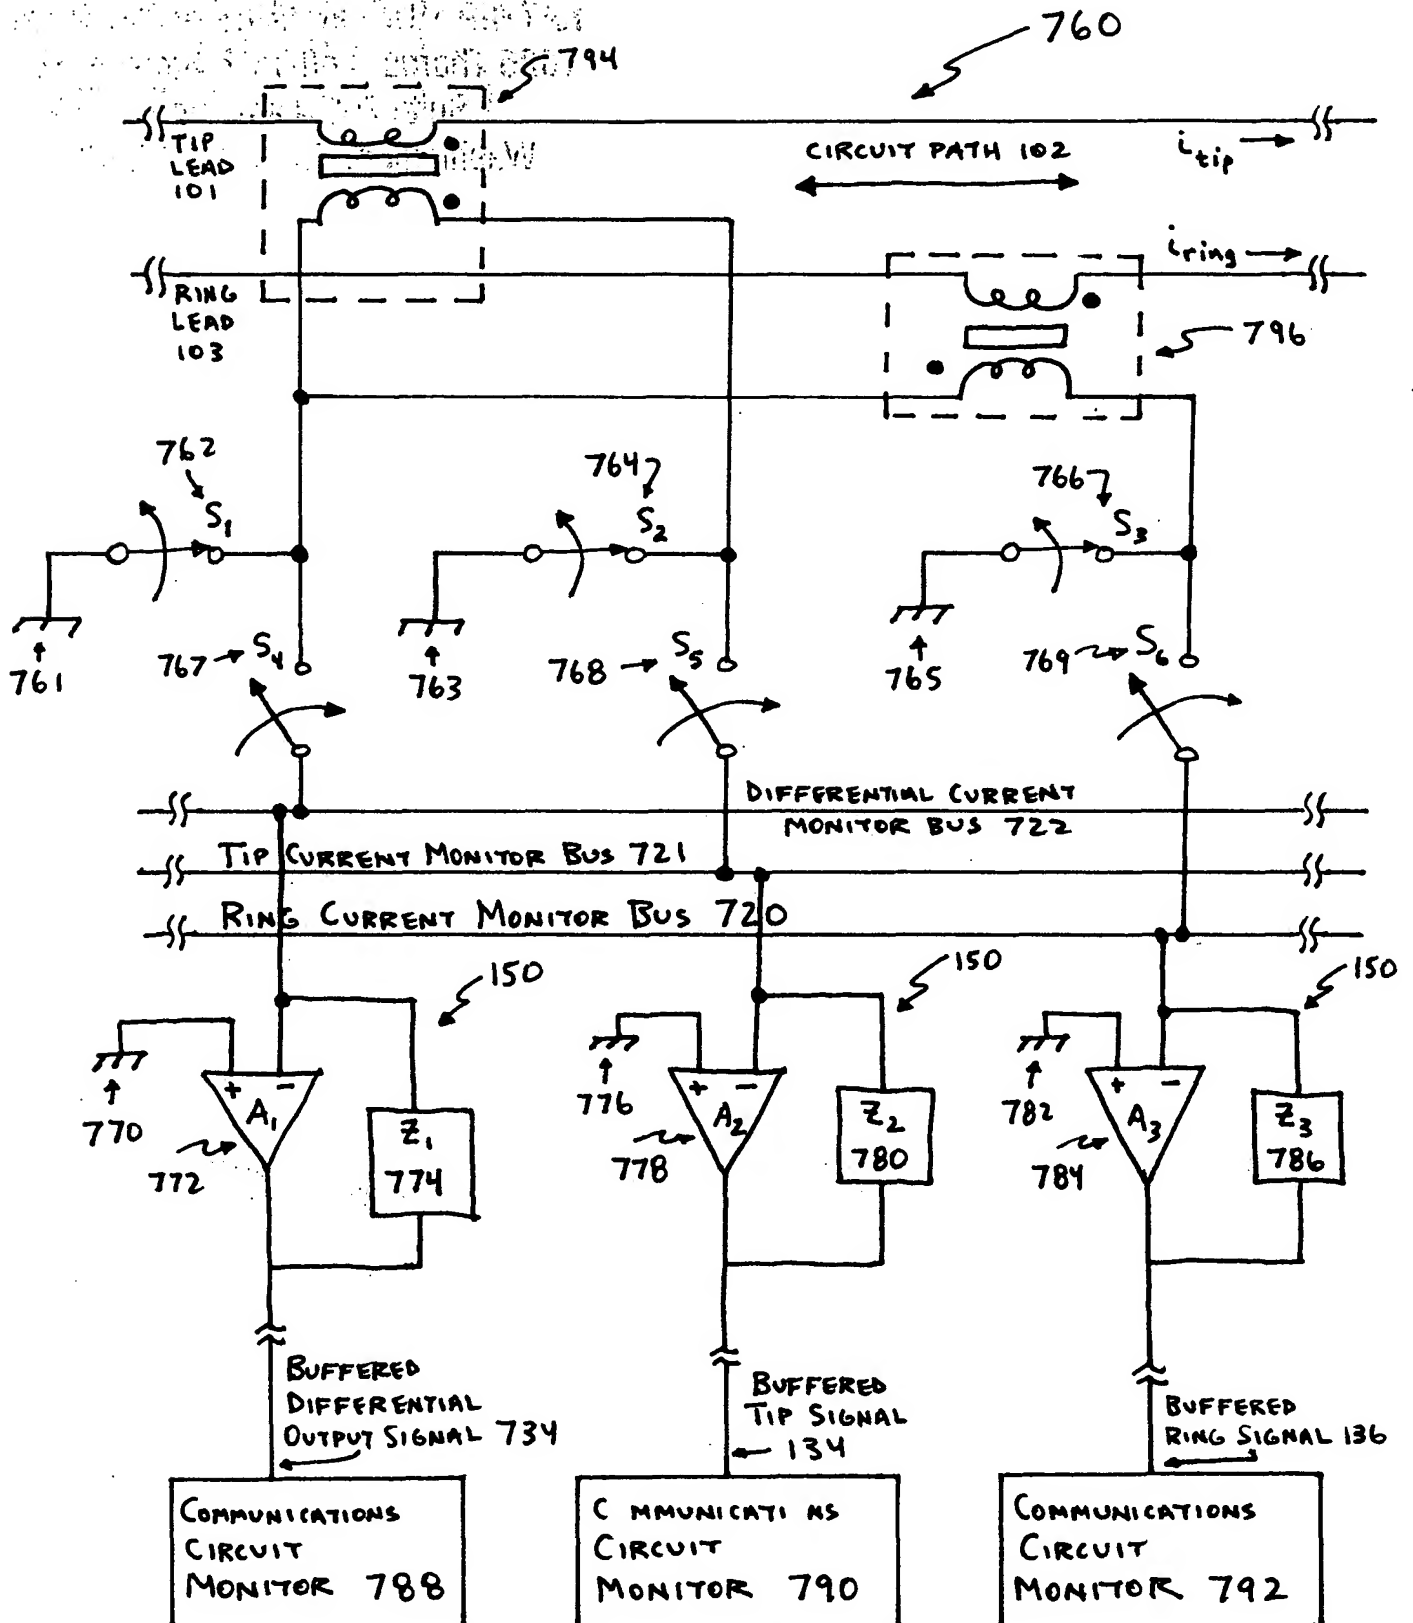 760
794
TIP
LEAD
101
CIRCUIT PATH 102
i tip
i ring
RING
LEAD
103
796
762
S1
764
S2
766
S3
761
767
S4
763
768
S5
765
769
S6
DIFFERENTIAL CURRENT
MONITOR BUS 722
TIP CURRENT MONITOR BUS 721
RING CURRENT MONITOR BUS 720
150
150
150
+ −
A1
770
772
Z1
774
+ −
A2
776
778
Z2
780
+ −
A3
782
784
Z3
786
BUFFERED
DIFFERENTIAL
OUTPUT SIGNAL 734
BUFFERED
TIP SIGNAL
134
BUFFERED
RING SIGNAL 136
COMMUNICATIONS
CIRCUIT
MONITOR 788
C MMUNICATI NS
CIRCUIT
MONITOR 790
COMMUNICATIONS
CIRCUIT
MONITOR 792